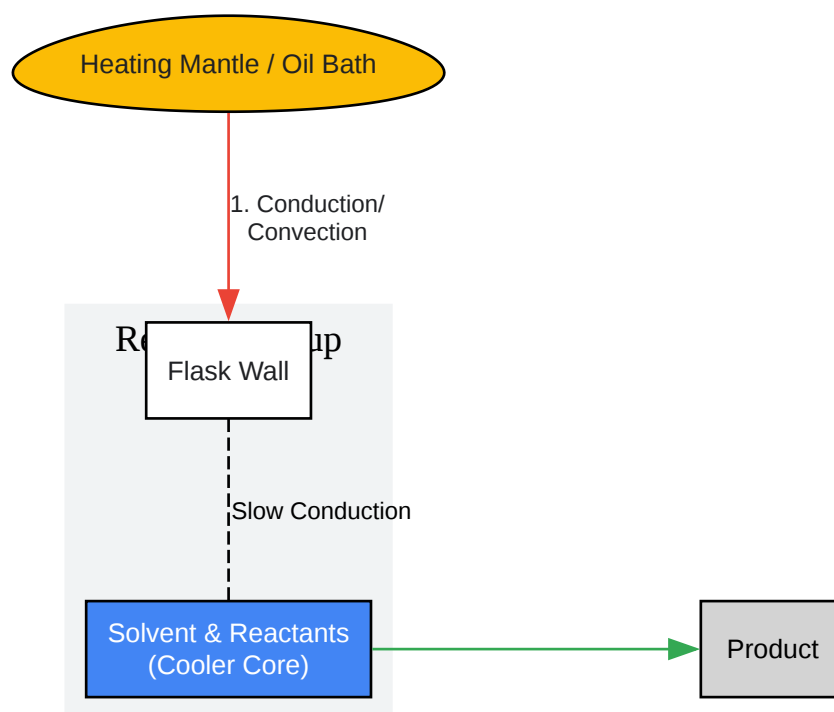 Heating Mantle / Oil Bath
1. Conduction/
Convection
Flask Wall
Slow Conduction
Solvent & Reactants
(Cooler Core)
Product